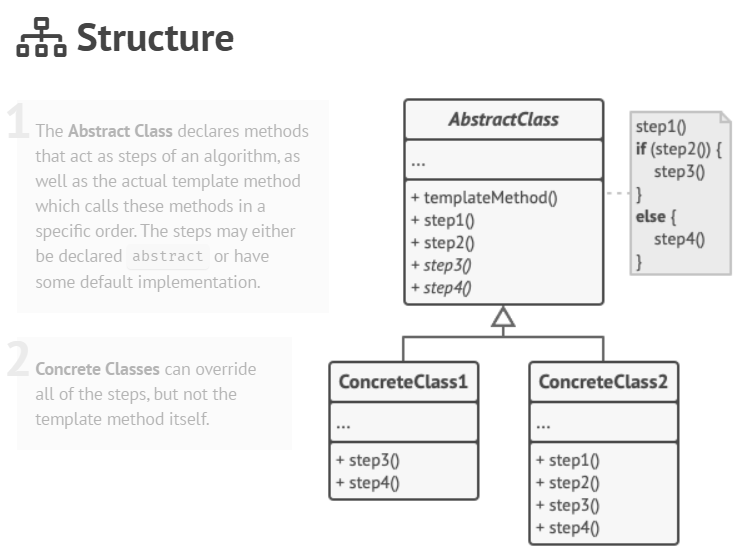 Structure
1
The Abstract Class declares methods
that act as steps of an algorithm, as
well as the actual template method
which calls these methods in a
specific order. The steps may either
be declared abstract or have
some default implementation.
2
Concrete Classes can override
all of the steps, but not the
template method itself.
AbstractClass
...
+ templateMethod()
+ step1()
+ step2()
+ step3()
+ step4()
step1()
if (step2()) {
step3()
}
else {
step4()
}
ConcreteClass1
...
+ step3()
+ step4()
ConcreteClass2
...
+ step1()
+ step2()
+ step3()
+ step4()